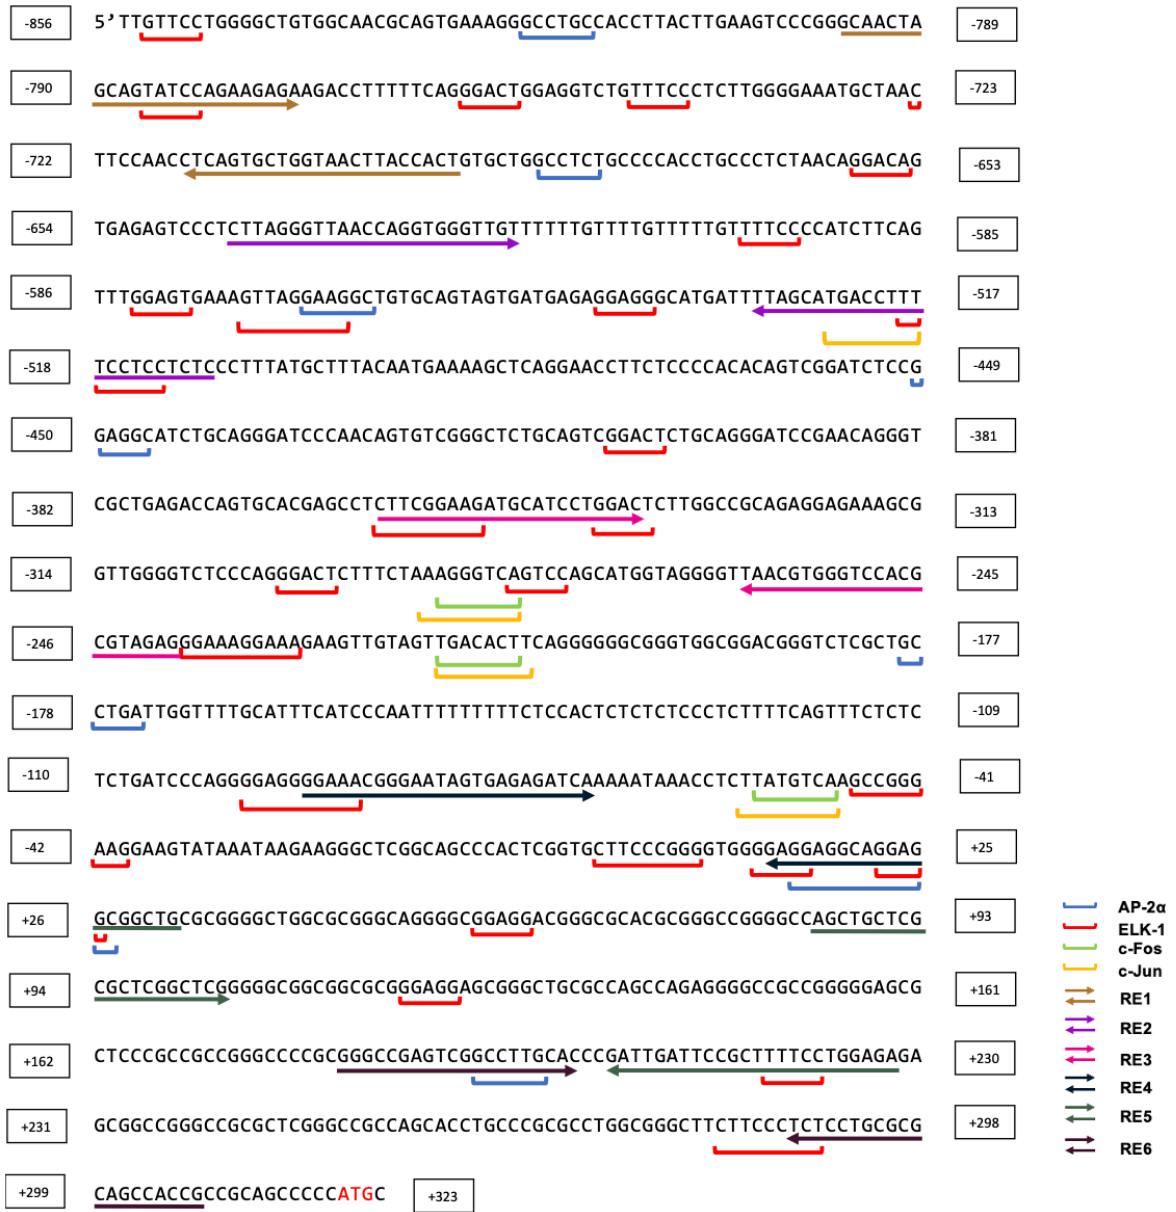 -856 5’TTGTTCCTGGGGCTGTGGCAACGCAGTGAAAGGGCCTGCCACCTTACTTGAAGTCCCGGGCAACTA -789
-790 GCAGTATCCAGAAGAGAAGACCTTTTTCAGGGACTGGAGGTCTGTTTCCCTCTTGGGGAAATGCTAAC -723
-722 TTCCAACCTCAGTGCTGGTAACTTACCACTGTGCTGGCCTCTGCCCCACCTGCCCTCTAACAGGACAG -653
-654 TGAGAGTCCCTCTTAGGGTTAACCAGGTGGGTTGTTTTTTGTTTTGTTTTTGTTTTCCCCATCTTCAG -585
-586 TTTGGAGTGAAAGTTAGGAAGGCTGTGCAGTAGTGATGAGAGGAGGGCATGATTTTAGCATGACCTTT -517
-518 TCCTCCTCTCCCTTTATGCTTTACAATGAAAAGCTCAGGAACCTTCTCCCCACACAGTCGGATCTCCG -449
-450 GAGGCATCTGCAGGGATCCCAACAGTGTCGGGCTCTGCAGTCGGACTCTGCAGGGATCCGAACAGGGT -381
-382 CGCTGAGACCAGTGCACGAGCCTCTTCGGAAGATGCATCCTGGACTCTTGGCCGCAGAGGAGAAAGCG -313
-314 GTTGGGGTCTCCCAGGGACTCTTTCTAAAGGGTCAGTCCAGCATGGTAGGGGTTAACGTGGGTCCACG -245
-246 CGTAGAGGGAAAGGAAAGAAGTTGTAGTTGACACTTCAGGGGGGCGGGTGGCGGACGGGTCTCGCTGC -177
-178 CTGATTGGTTTTGCATTTCATCCCAATTTTTTTTTCTCCACTCTCTCTCCCTCTTTTCAGTTTCTCTC -109
-110 TCTGATCCCAGGGGAGGGGAAACGGGAATAGTGAGAGATCAAAAATAAACCTCTTATGTCAAGCCGGG -41
-42 AAGGAAGTATAAATAAGAAGGGCTCGGCAGCCCACTCGGTGCTTCCCGGGGTGGGGAGGAGGCAGGAG +25
+26 GCGGCTGCGCGGGGCTGGCGCGGGCAGGGGCGGAGGACGGGCGCACGCGGGCCGGGGCCAGCTGCTCG +93
+94 CGCTCGGCTCGGGGGCGGCGGCGCGGGGAGGAGCGGGCTGCGCCAGCCAGAGGGGCCGCCGGGGGAGCG +161
+162 CTCCCGCCGCCGGGCCCCGCGGGCCGAGTCGGCCTTGCACCCGATTGATTCCGCTTTTCCTGGAGAGA +230
+231 GCGGCCGGGCCGCGCTCGGGCCGCCAGCACCTGCCCGCGCCTGGCGGGCTTCTTCCCTCTCCTGCGCG +298
+299 CAGCCACCGCCGCAGCCCCCATGC +323
AP-2α
ELK-1
c-Fos
c-Jun
RE1
RE2
RE3
RE4
RE5
RE6